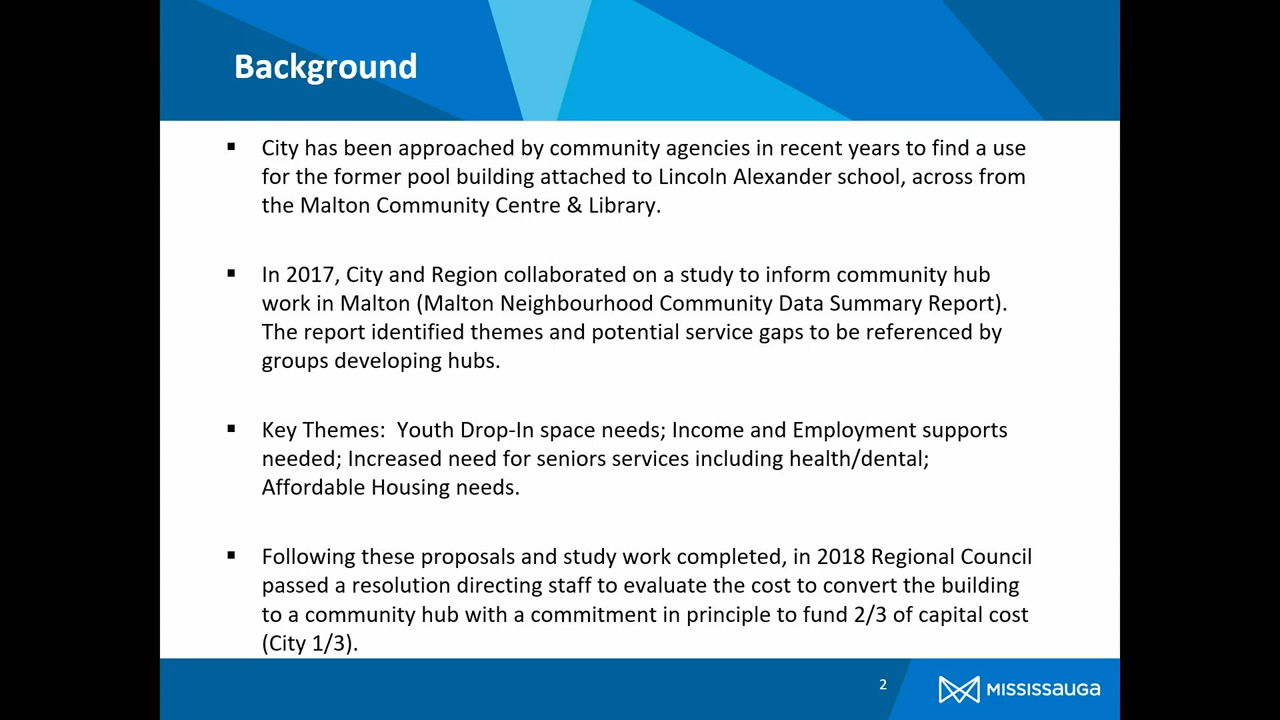 Background
▪ City has been approached by community agencies in recent years to find a use
for the former pool building attached to Lincoln Alexander school, across from
the Malton Community Centre & Library.
▪ In 2017, City and Region collaborated on a study to inform community hub
work in Malton (Malton Neighbourhood Community Data Summary Report).
The report identified themes and potential service gaps to be referenced by
groups developing hubs.
▪ Key Themes:  Youth Drop-In space needs; Income and Employment supports
needed; Increased need for seniors services including health/dental;
Affordable Housing needs.
▪ Following these proposals and study work completed, in 2018 Regional Council
passed a resolution directing staff to evaluate the cost to convert the building
to a community hub with a commitment in principle to fund 2/3 of capital cost
(City 1/3).
2
MISSISSAUGA